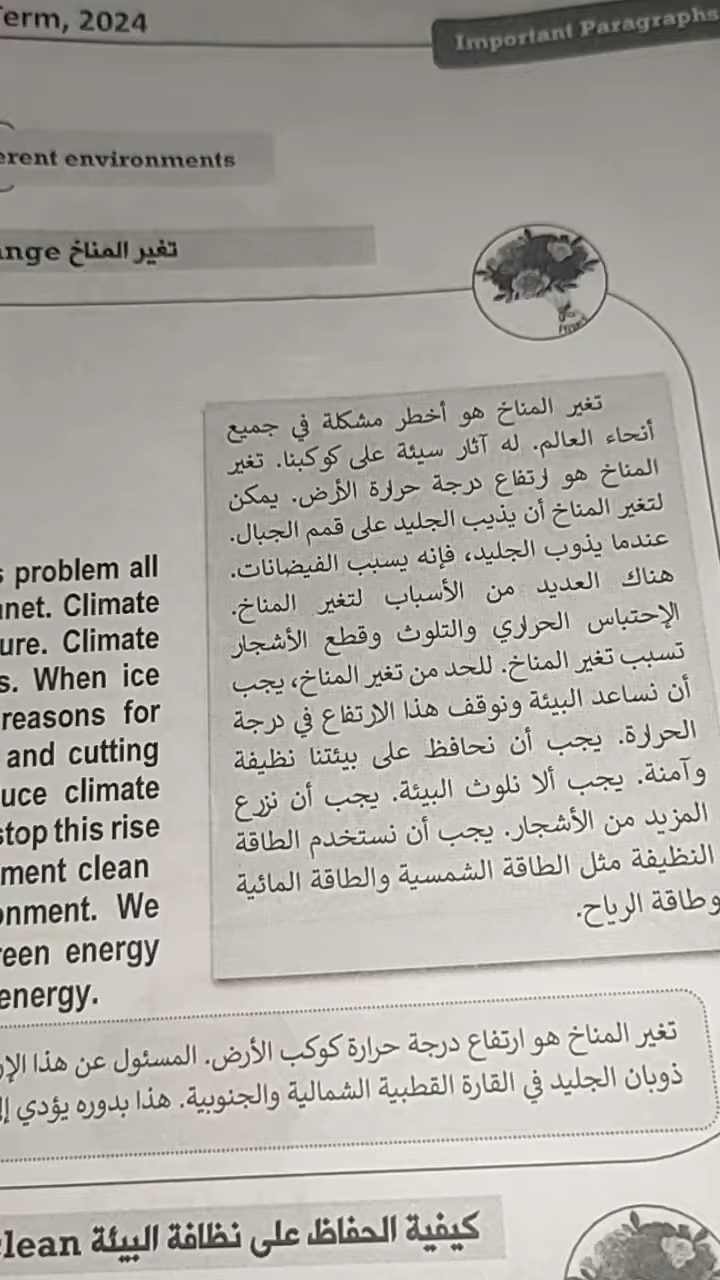 erm, 2024
Important Paragraphs
erent environments
nge تغير المناخ
تغير المناخ هو أخطر مشكلة في جميع
أنحاء العالم. له آثار سيئة على كوكبنا. تغير
المناخ هو ارتفاع درجة حرارة الأرض. يمكن
لتغير المناخ أن يذيب الجليد على قمم الجبال.
عندما يذوب الجليد، فإنه يسبب الفيضانات.
هناك العديد من الأسباب لتغير المناخ.
الإحتباس الحراري والتلوث وقطع الأشجار
تسبب تغير المناخ. للحد من تغير المناخ، يجب
أن نساعد البيئة ونوقف هذا الارتفاع في درجة
الحرارة. يجب أن نحافظ على بيئتنا نظيفة
وآمنة. يجب ألا نلوث البيئة. يجب أن نزرع
المزيد من الأشجار. يجب أن نستخدم الطاقة
النظيفة مثل الطاقة الشمسية والطاقة المائية
وطاقة الرياح.
s problem all
net. Climate
ure. Climate
s. When ice
reasons for
and cutting
uce climate
stop this rise
ment clean
onment. We
een energy
energy.
تغير المناخ هو ارتفاع درجة حرارة كوكب الأرض. المسئول عن هذا الإر
ذوبان الجليد في القارة القطبية الشمالية والجنوبية. هذا بدوره يؤدي إل
lean كيفية الحفاظ على نظافة البيئة